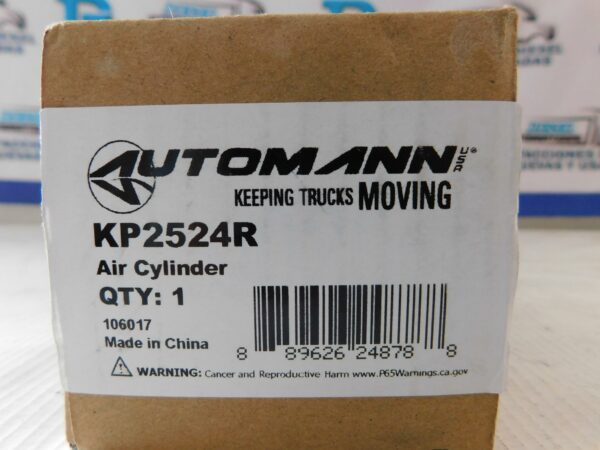 AUTOMANN USA®
KEEPING TRUCKS MOVING
KP2524R
Air Cylinder
QTY: 1
106017
Made in China
8 89626 24878 8
WARNING: Cancer and Reproductive Harm www.P65Warnings.ca.gov